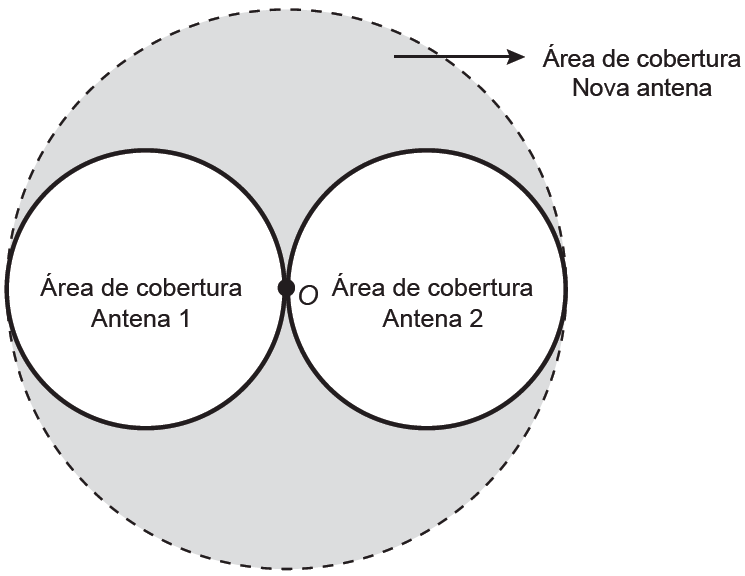 Área de cobertura
Nova antena
Área de cobertura
Antena 1
O
Área de cobertura
Antena 2